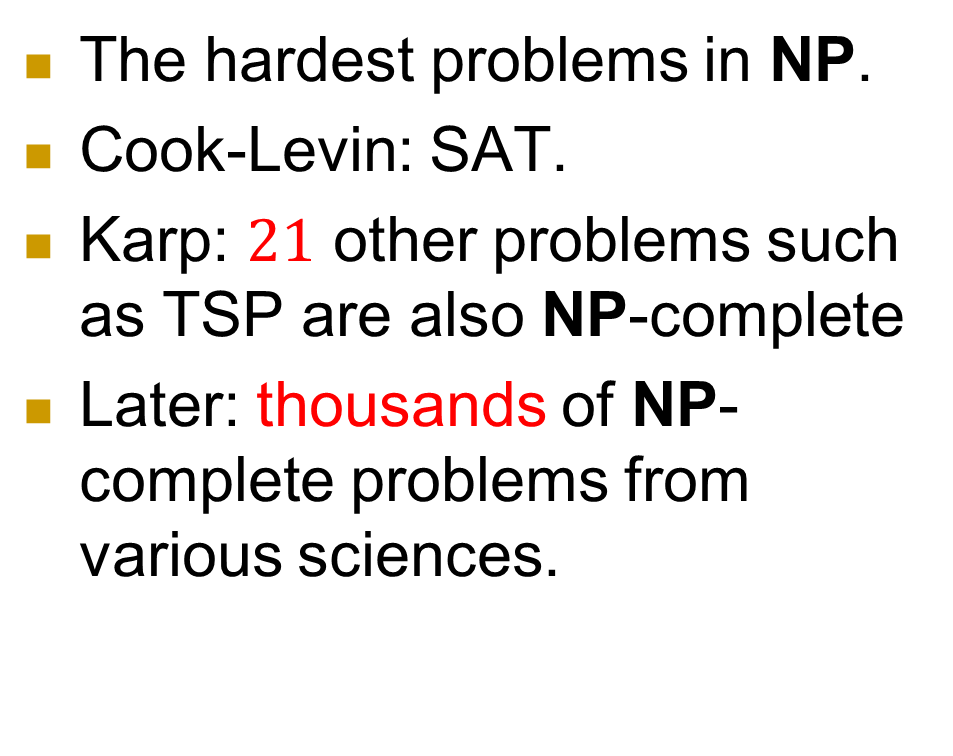 The hardest problems in NP.
Cook-Levin: SAT.
Karp: 21 other problems such
as TSP are also NP-complete
Later: thousands of NP-
complete problems from
various sciences.